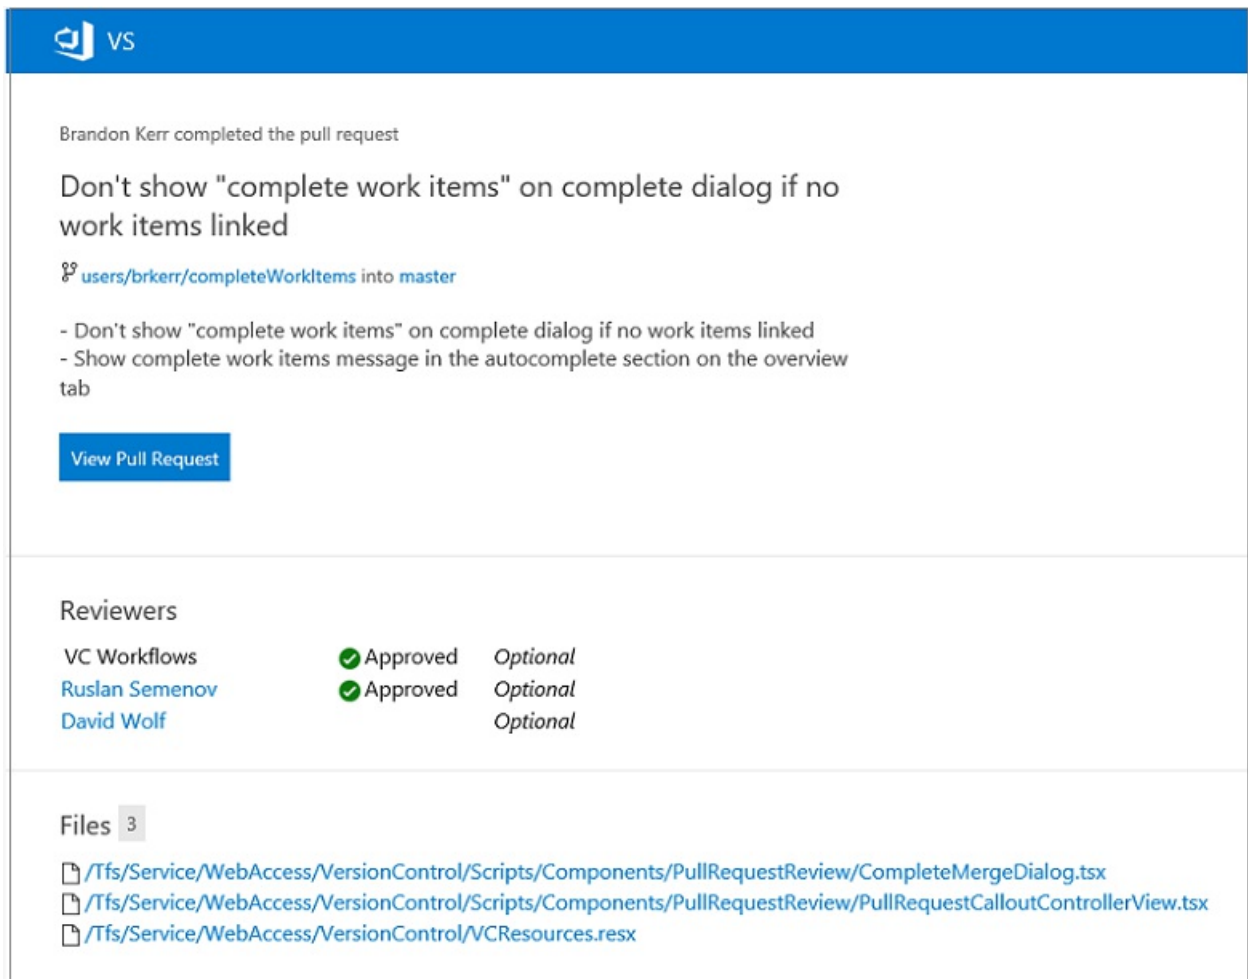 VS
Brandon Kerr completed the pull request
Don't show "complete work items" on complete dialog if no
work items linked
users/brkerr/completeWorkItems into master
- Don't show "complete work items" on complete dialog if no work items linked
- Show complete work items message in the autocomplete section on the overview
tab
View Pull Request
Reviewers
VC Workflows Approved Optional
Ruslan Semenov Approved Optional
David Wolf Optional
Files 3
/Tfs/Service/WebAccess/VersionControl/Scripts/Components/PullRequestReview/CompleteMergeDialog.tsx
/Tfs/Service/WebAccess/VersionControl/Scripts/Components/PullRequestReview/PullRequestCalloutControllerView.tsx
/Tfs/Service/WebAccess/VersionControl/VCResources.resx